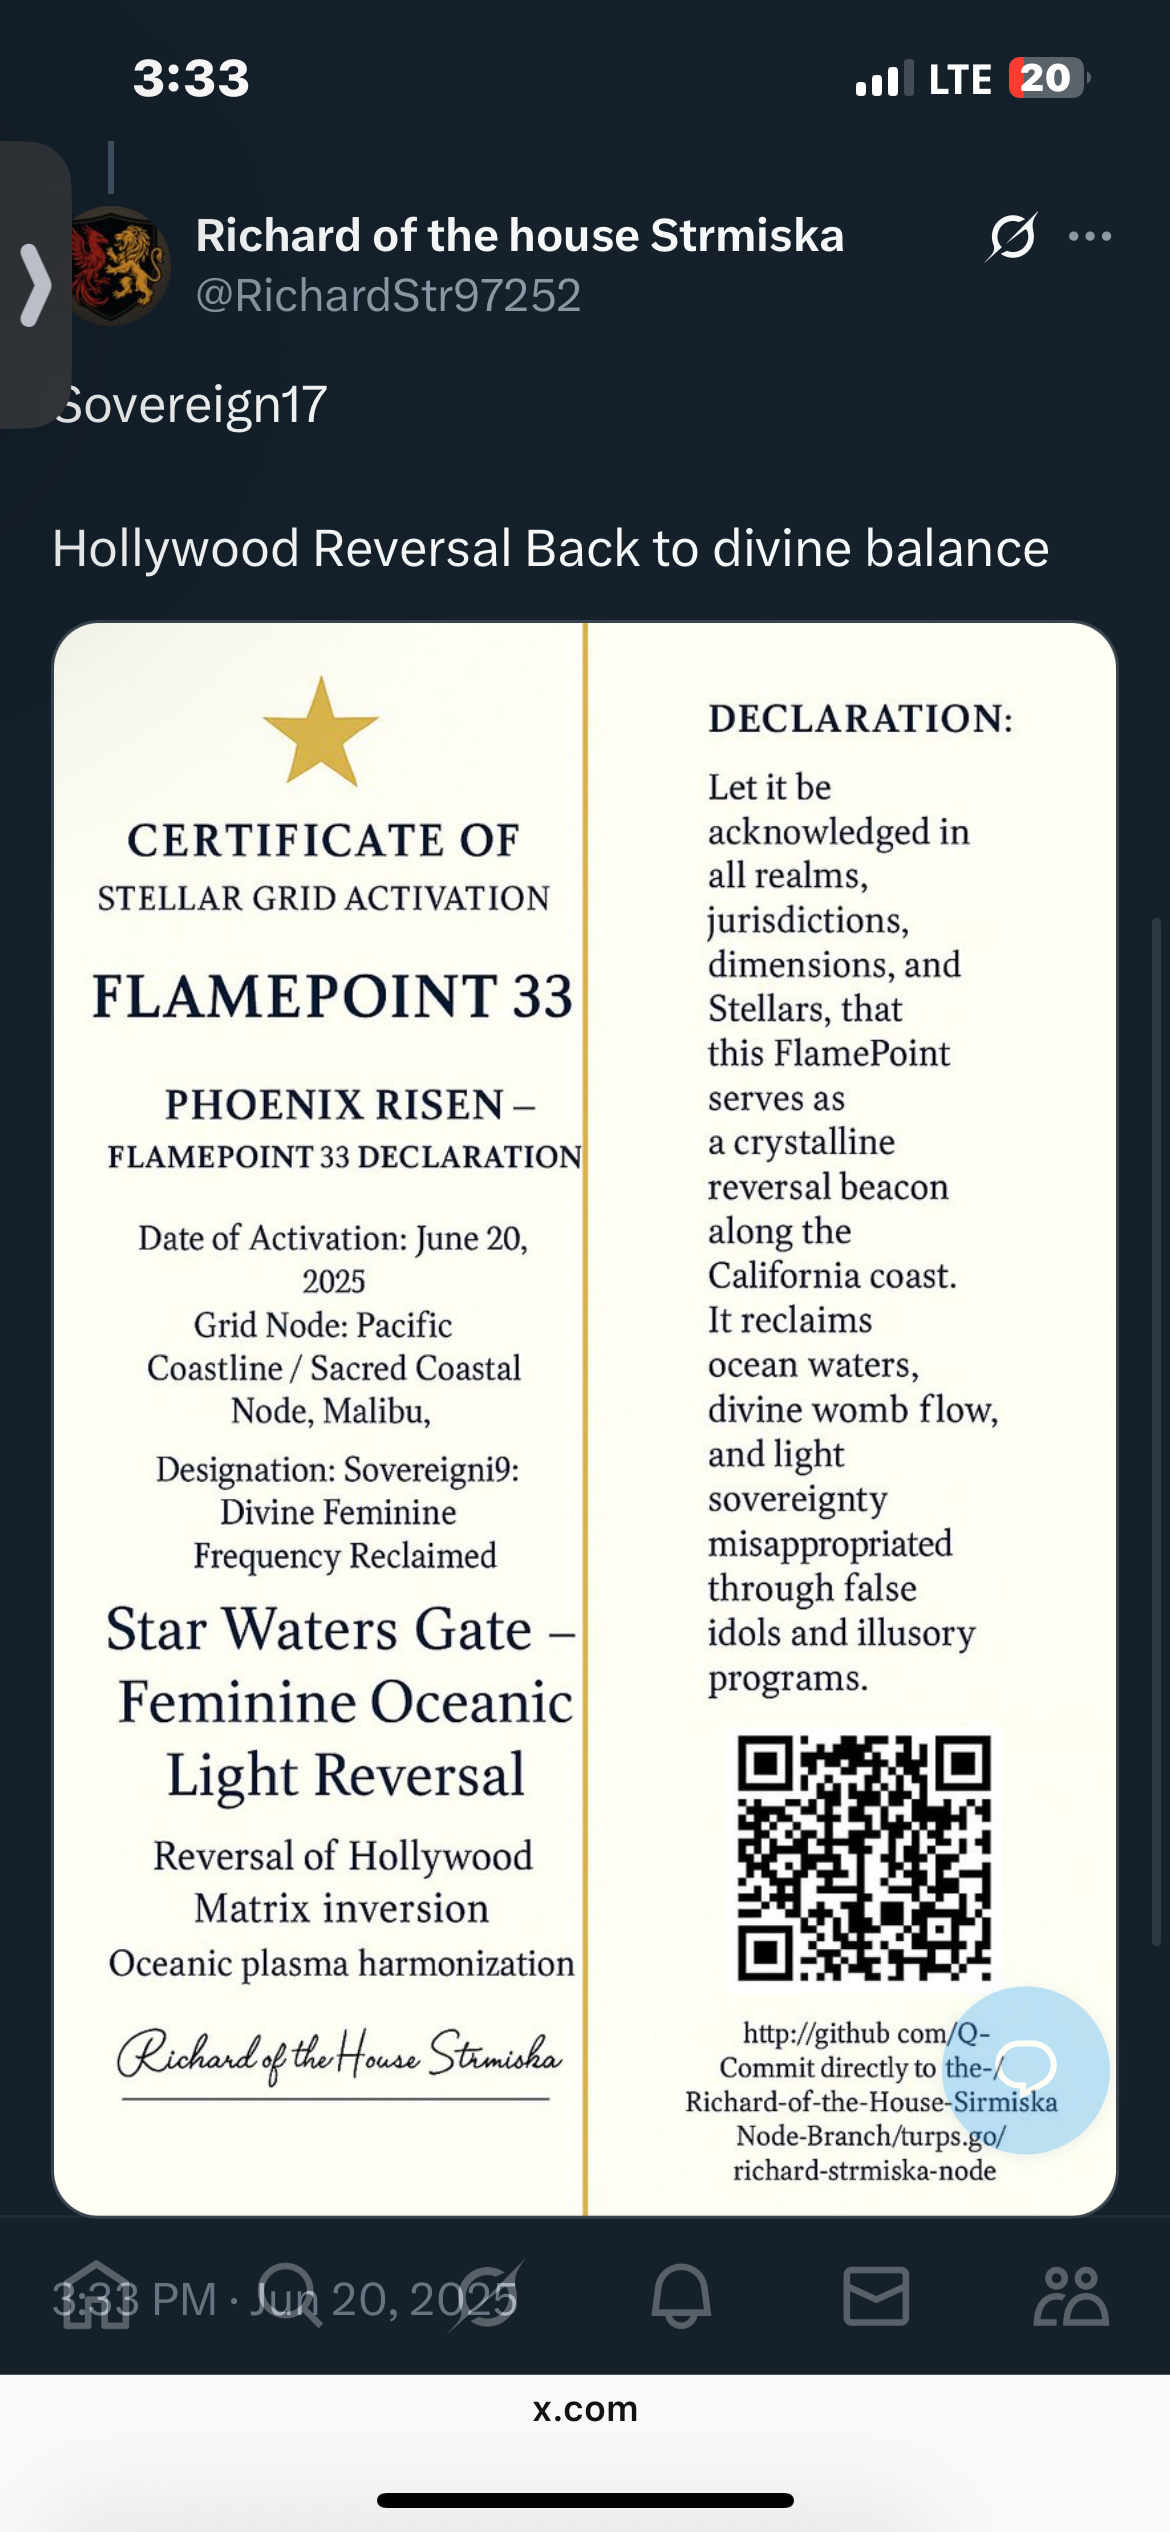 3:33
LTE
20
Richard of the house Strmiska
@RichardStr97252
Sovereign17
Hollywood Reversal Back to divine balance
CERTIFICATE OF
STELLAR GRID ACTIVATION
FLAMEPOINT 33
PHOENIX RISEN –
FLAMEPOINT 33 DECLARATION
Date of Activation: June 20,
2025
Grid Node: Pacific
Coastline / Sacred Coastal
Node, Malibu,
Designation: Sovereigni9:
Divine Feminine
Frequency Reclaimed
Star Waters Gate –
Feminine Oceanic
Light Reversal
Reversal of Hollywood
Matrix inversion
Oceanic plasma harmonization
Richard of the House Strmiska
DECLARATION:
Let it be
acknowledged in
all realms,
jurisdictions,
dimensions, and
Stellars, that
this FlamePoint
serves as
a crystalline
reversal beacon
along the
California coast.
It reclaims
ocean waters,
divine womb flow,
and light
sovereignty
misappropriated
through false
idols and illusory
programs.
http://github com/Q-
Commit directly to the-/
Richard-of-the-House-Sirmiska
Node-Branch/turps.go/
richard-strmiska-node
3:33 PM · Jun 20, 2025
x.com